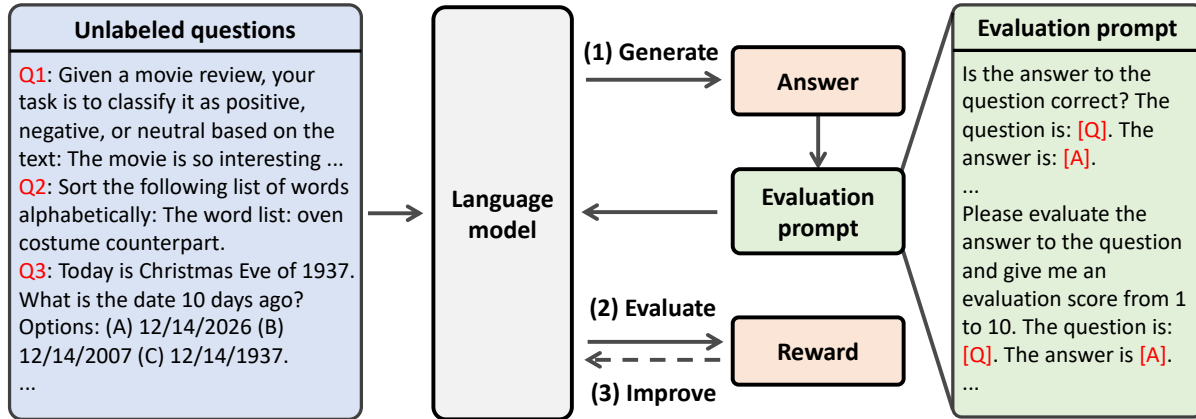 Unlabeled questions
Q1: Given a movie review, your
task is to classify it as positive,
negative, or neutral based on the
text: The movie is so interesting ...
Q2: Sort the following list of words
alphabetically: The word list: oven
costume counterpart.
Q3: Today is Christmas Eve of 1937.
What is the date 10 days ago?
Options: (A) 12/14/2026 (B)
12/14/2007 (C) 12/14/1937.
...
Language
model
(1) Generate
Answer
Evaluation
prompt
(2) Evaluate
Reward
(3) Improve
Evaluation prompt
Is the answer to the
question correct? The
question is: [Q]. The
answer is: [A].
...
Please evaluate the
answer to the question
and give me an
evaluation score from 1
to 10. The question is:
[Q]. The answer is [A].
...